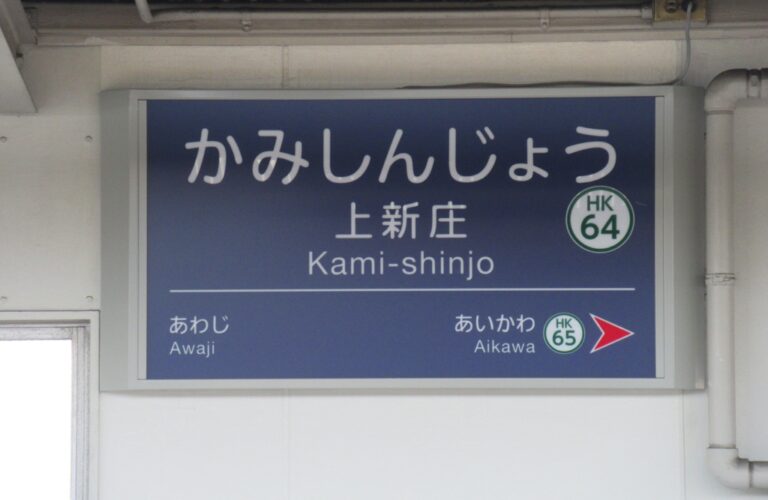 かみしんじょう
上新庄
HK
64
Kami-shinjo
あわじ
Awaji
あいかわ
Aikawa
HK
65